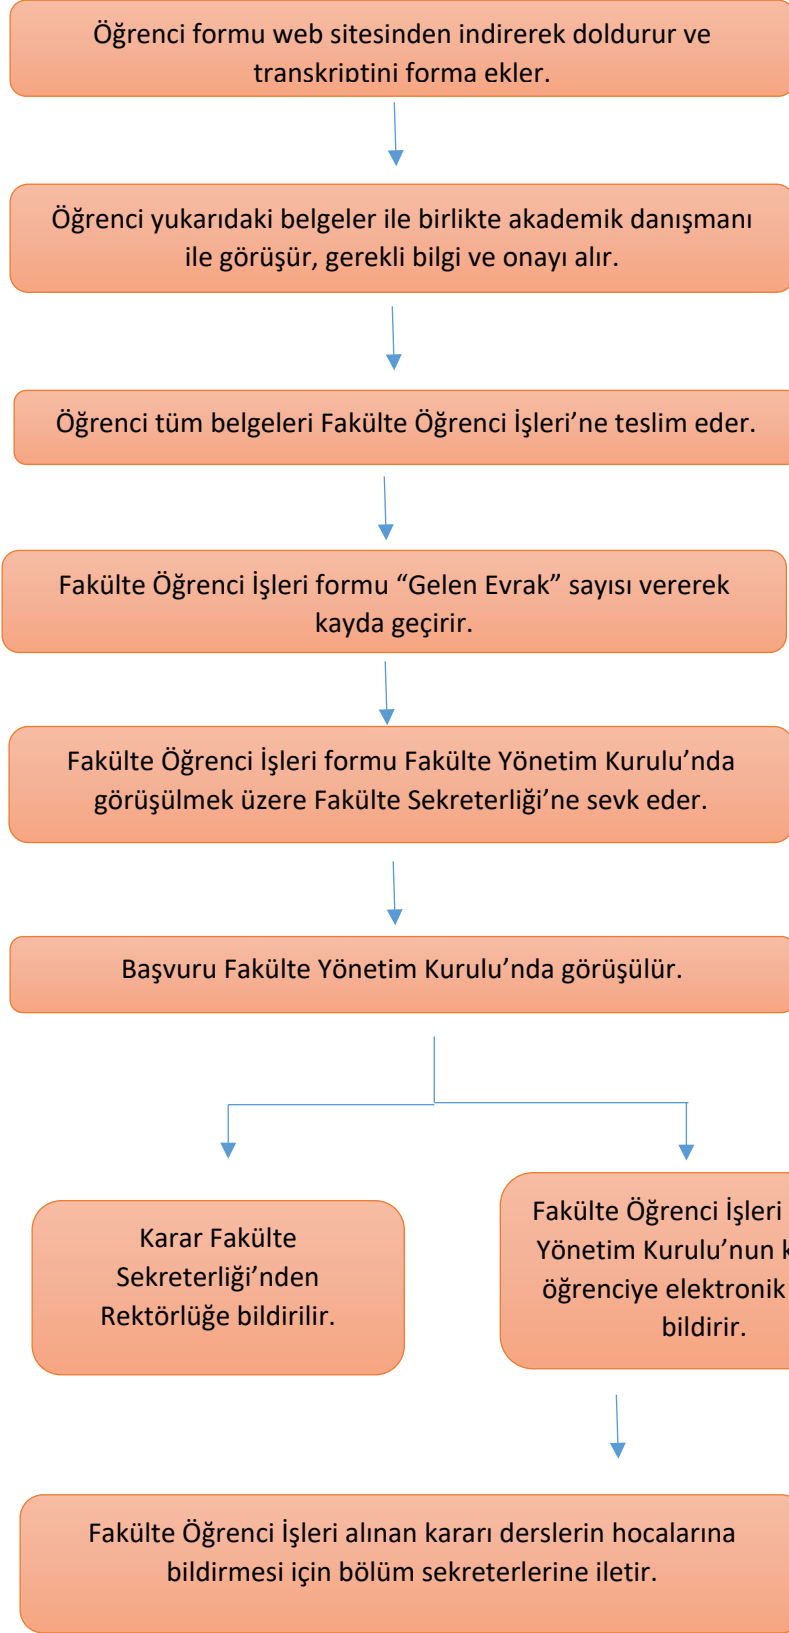 Öğrenci formu web sitesinden indirerek doldurur ve
transkriptini forma ekler.
Öğrenci yukarıdaki belgeler ile birlikte akademik danışmanı
ile görüşür, gerekli bilgi ve onayı alır.
Öğrenci tüm belgeleri Fakülte Öğrenci İşleri’ne teslim eder.
Fakülte Öğrenci İşleri formu “Gelen Evrak” sayısı vererek
kayda geçirir.
Fakülte Öğrenci İşleri formu Fakülte Yönetim Kurulu’nda
görüşülmek üzere Fakülte Sekreterliği’ne sevk eder.
Başvuru Fakülte Yönetim Kurulu’nda görüşülür.
Karar Fakülte
Sekreterliği’nden
Rektörlüğe bildirilir.
Fakülte Öğrenci İşleri
Yönetim Kurulu’nun
öğrenciye elektronik
bildirir.
Fakülte Öğrenci İşleri alınan kararı derslerin hocalarına
bildirmesi için bölüm sekreterlerine iletir.